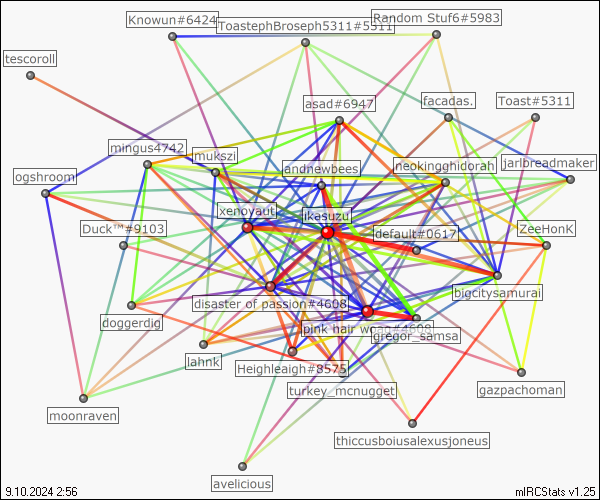 Knowun#6424
ToastephBroseph5311#5311
Random Stuf6#5983
tescoroll
asad#6947
facadas.
Toast#5311
mingus4742
mukszi
andnewbees
neokingghidorah
jarlbreadmaker
ogshroom
xenoyaut
ikasuzu
Duck™#9103
default#0617
ZeeHonK
disaster of passion#4608
bigcitysamurai
doggerdig
pink hair woag#4608
gregor_samsa
lahnk
Heighleaigh#8575
turkey_mcnugget
gazpachoman
moonraven
thiccusboiusalexusjoneus
avelicious
9.10.2024 2:56
mIRCStats v1.25